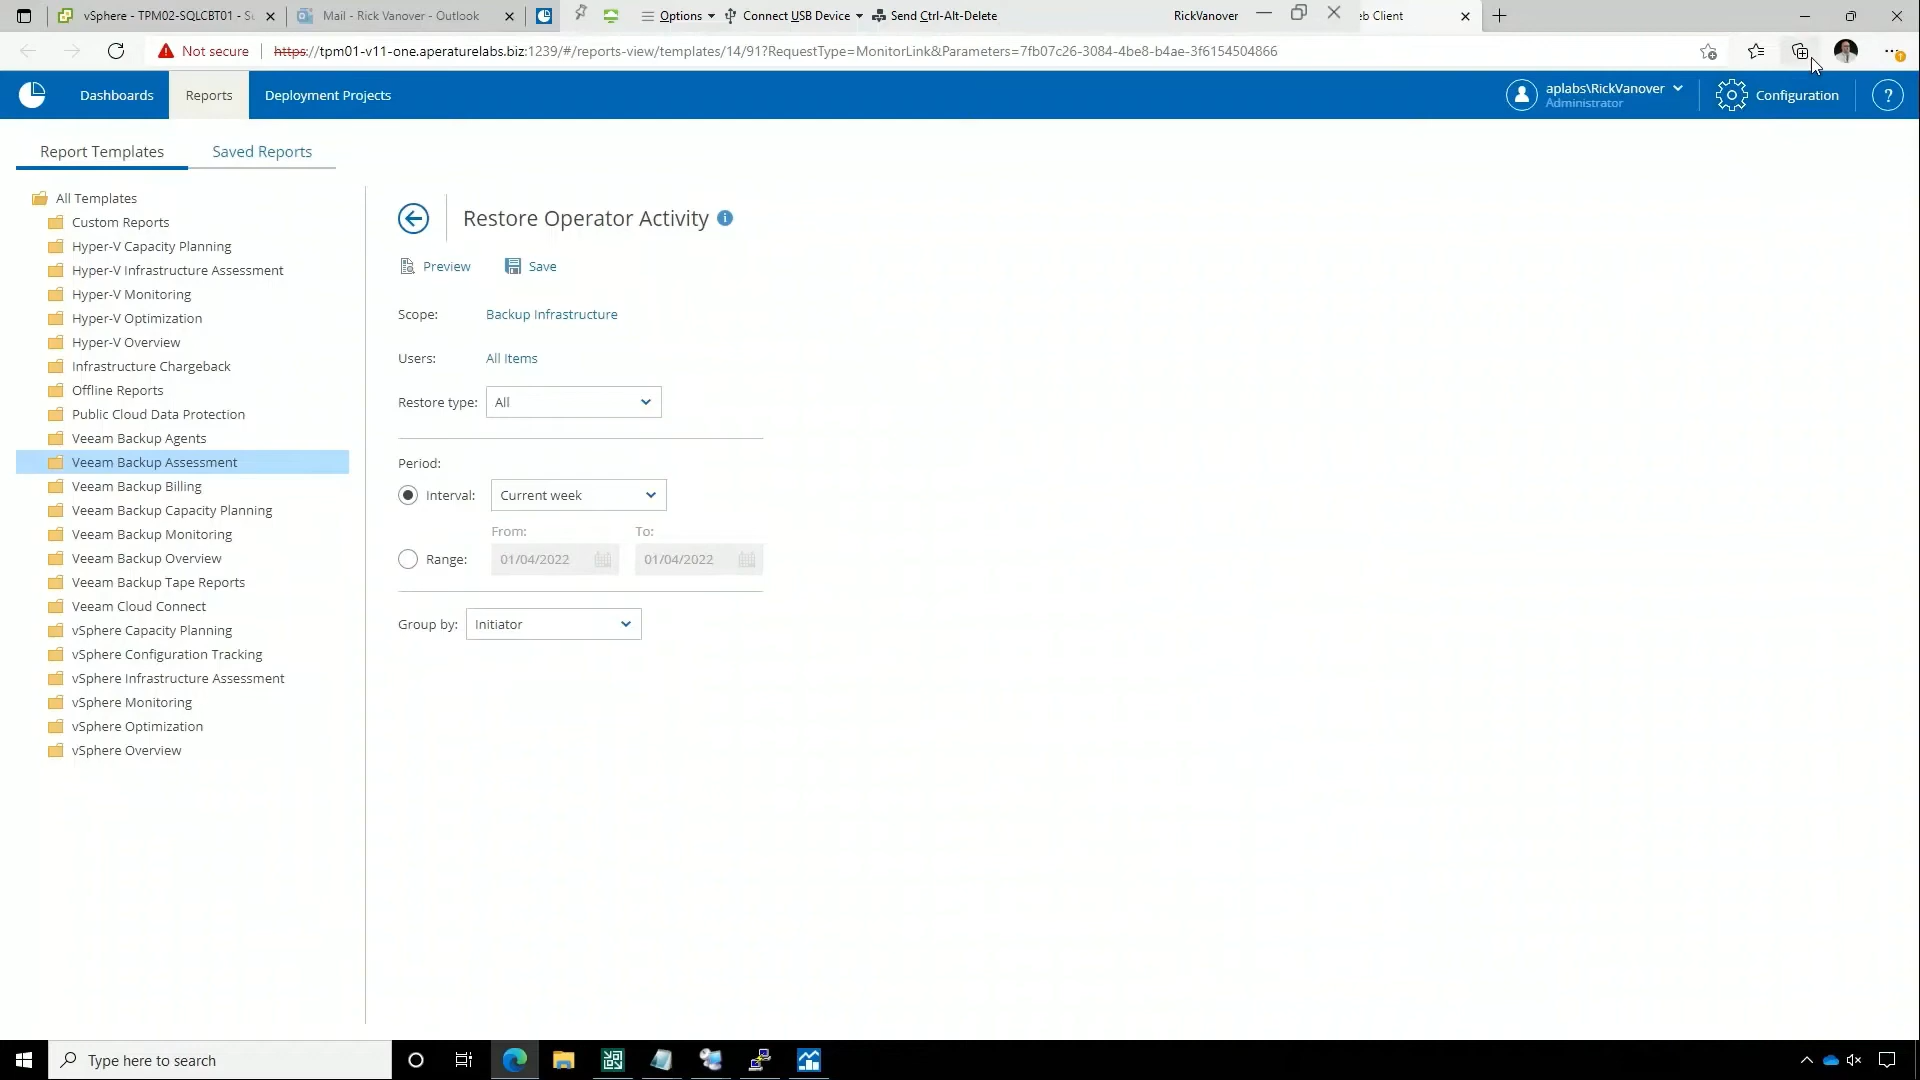 vSphere - TPM02-SQLCBT01 - Su
Mail - Rick Vanover - Outlook
Options
Connect USB Device
Send Ctrl-Alt-Delete
RickVanover
eb Client
Not secure
https://tpm01-v11-one.aperaturelabs.biz:1239/#/reports-view/templates/14/91?RequestType=MonitorLink&Parameters=7fb07c26-3084-4be8-b4ae-3f6154504866
Dashboards
Reports
Deployment Projects
aplabs\RickVanover
Administrator
Configuration
?
Report Templates
Saved Reports
All Templates
Custom Reports
Hyper-V Capacity Planning
Hyper-V Infrastructure Assessment
Hyper-V Monitoring
Hyper-V Optimization
Hyper-V Overview
Infrastructure Chargeback
Offline Reports
Public Cloud Data Protection
Veeam Backup Agents
Veeam Backup Assessment
Veeam Backup Billing
Veeam Backup Capacity Planning
Veeam Backup Monitoring
Veeam Backup Overview
Veeam Backup Tape Reports
Veeam Cloud Connect
vSphere Capacity Planning
vSphere Configuration Tracking
vSphere Infrastructure Assessment
vSphere Monitoring
vSphere Optimization
vSphere Overview
Restore Operator Activity
Preview
Save
Scope: Backup Infrastructure
Users: All Items
Restore type: All
Period:
Interval: Current week
From: To:
Range: 01/04/2022 01/04/2022
Group by: Initiator
Type here to search